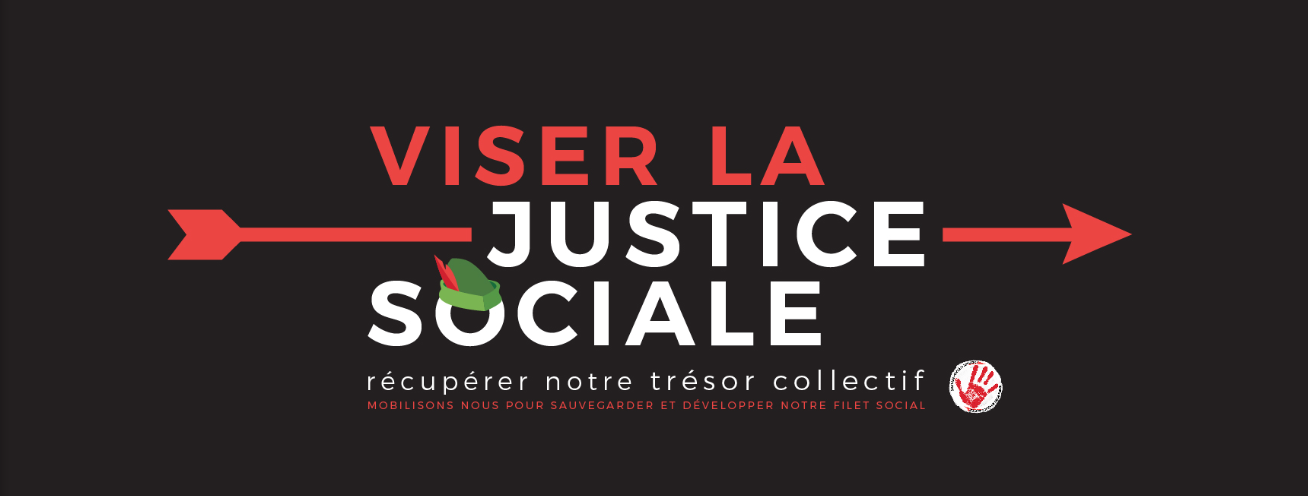 VISER LA
JUSTICE
SOCIALE
récupérer notre trésor collectif
MOBILISONS NOUS POUR SAUVEGARDER ET DÉVELOPPER NOTRE FILET SOCIAL